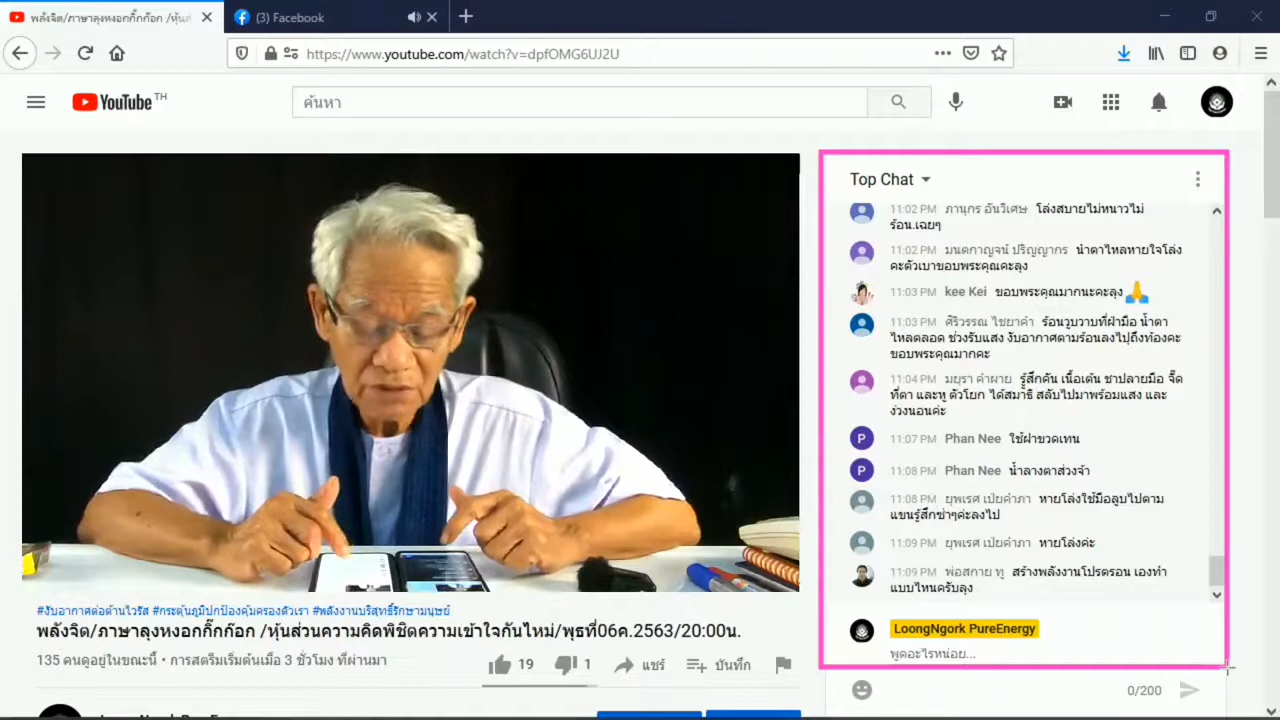 พลังจิต/ภาษาลุงหงอกกิ๊กก๊อก /หุ้นส
(3) Facebook
https://www.youtube.com/watch?v=dpfOMG6UJ2U
YouTube TH
ค้นหา
Top Chat
11:02 PM ภานุกร อันวิเศษ โล่งสบายไม่หนาวไม่
ร้อน.เฉยๆ
11:02 PM มนตกาญจน์ ปริญญากร น้ำตาไหลหายใจโล่ง
คะตัวเบาขอบพระคุณคะลุง
11:03 PM kee Kei ขอบพระคุณมากนะคะลุง🙏
11:03 PM ศิริวรรณ ไชยาคำ ร้อนวูบวาบที่ฝ่ามือ น้ำตา
ไหลตลอด ช่วงรับแสง งับอากาศตามร้อนลงไปถึงท้องคะ
ขอบพระคุณมากคะ
11:04 PM มยุรา คำผาย รู้สึกคัน เนื้อเต้น ชาปลายมือ จี๊ด
ที่ตา และหู ตัวโยก ได้สมาธิ สลับไปมาพร้อมแสง และ
ง่วงนอนค่ะ
11:07 PM Phan Nee ใช้ฝาขวดเทน
11:08 PM Phan Nee น้ำลางตาส่วงจ้า
11:08 PM ยุพเรศ เปียคำภา หายโล่งใช้มือลูบไปตาม
แขนรู้สึกซ่าๆค่ะลงไป
11:09 PM ยุพเรศ เปียคำภา หายโล่งค่ะ
11:09 PM พ่อสกาย ทู สร้างพลังงานโปรตรอน เองทำ
แบบไหนครับลุง
LoongNgork PureEnergy
พูดอะไรหน่อย...
0/200
#งับอากาศต่อต้านไวรัส #กระตุ้นภูมิปกป้องคุ้มครองตัวเรา #พลังงานบริสุทธิ์รักษามนุษย์
พลังจิต/ภาษาลุงหงอกกิ๊กก๊อก /หุ้นส่วนความคิดพิชิตความเข้าใจกันไหม่/พุธที่06ค.2563/20:00น.
135 คนดูอยู่ในขณะนี้ • การสตรีมเริ่มต้นเมื่อ 3 ชั่วโมง ที่ผ่านมา
19 1 แชร์ บันทึก